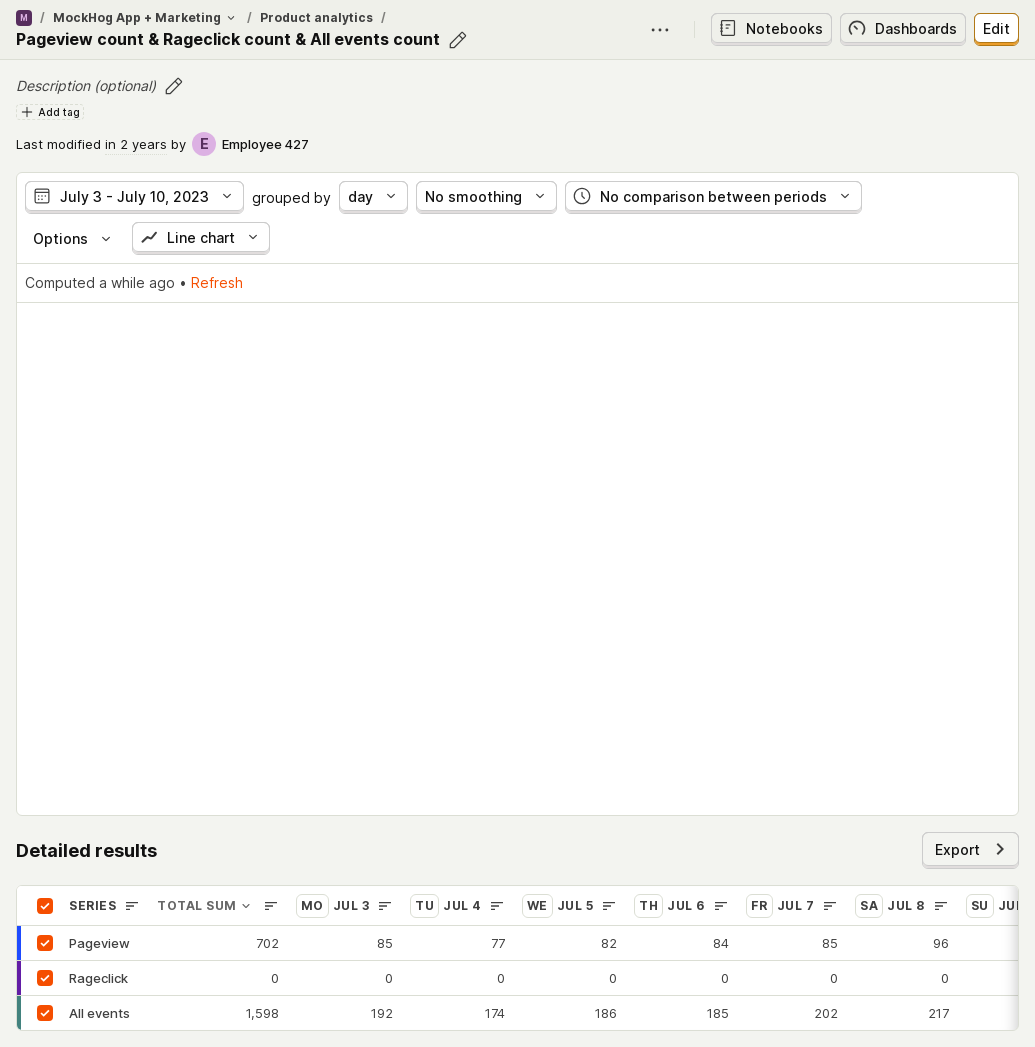 M / MockHog App + Marketing / Product analytics /
Pageview count & Rageclick count & All events count
Notebooks Dashboards Edit
Description (optional)
Add tag
Last modified in 2 years by E Employee 427
July 3 - July 10, 2023 grouped by day No smoothing No comparison between periods
Options Line chart
Computed a while ago • Refresh
Detailed results
Export
SERIES TOTAL SUM MO JUL 3 TU JUL 4 WE JUL 5 TH JUL 6 FR JUL 7 SA JUL 8 SU
Pageview 702 85 77 82 84 85 96
Rageclick 0 0 0 0 0 0 0
All events 1,598 192 174 186 185 202 217